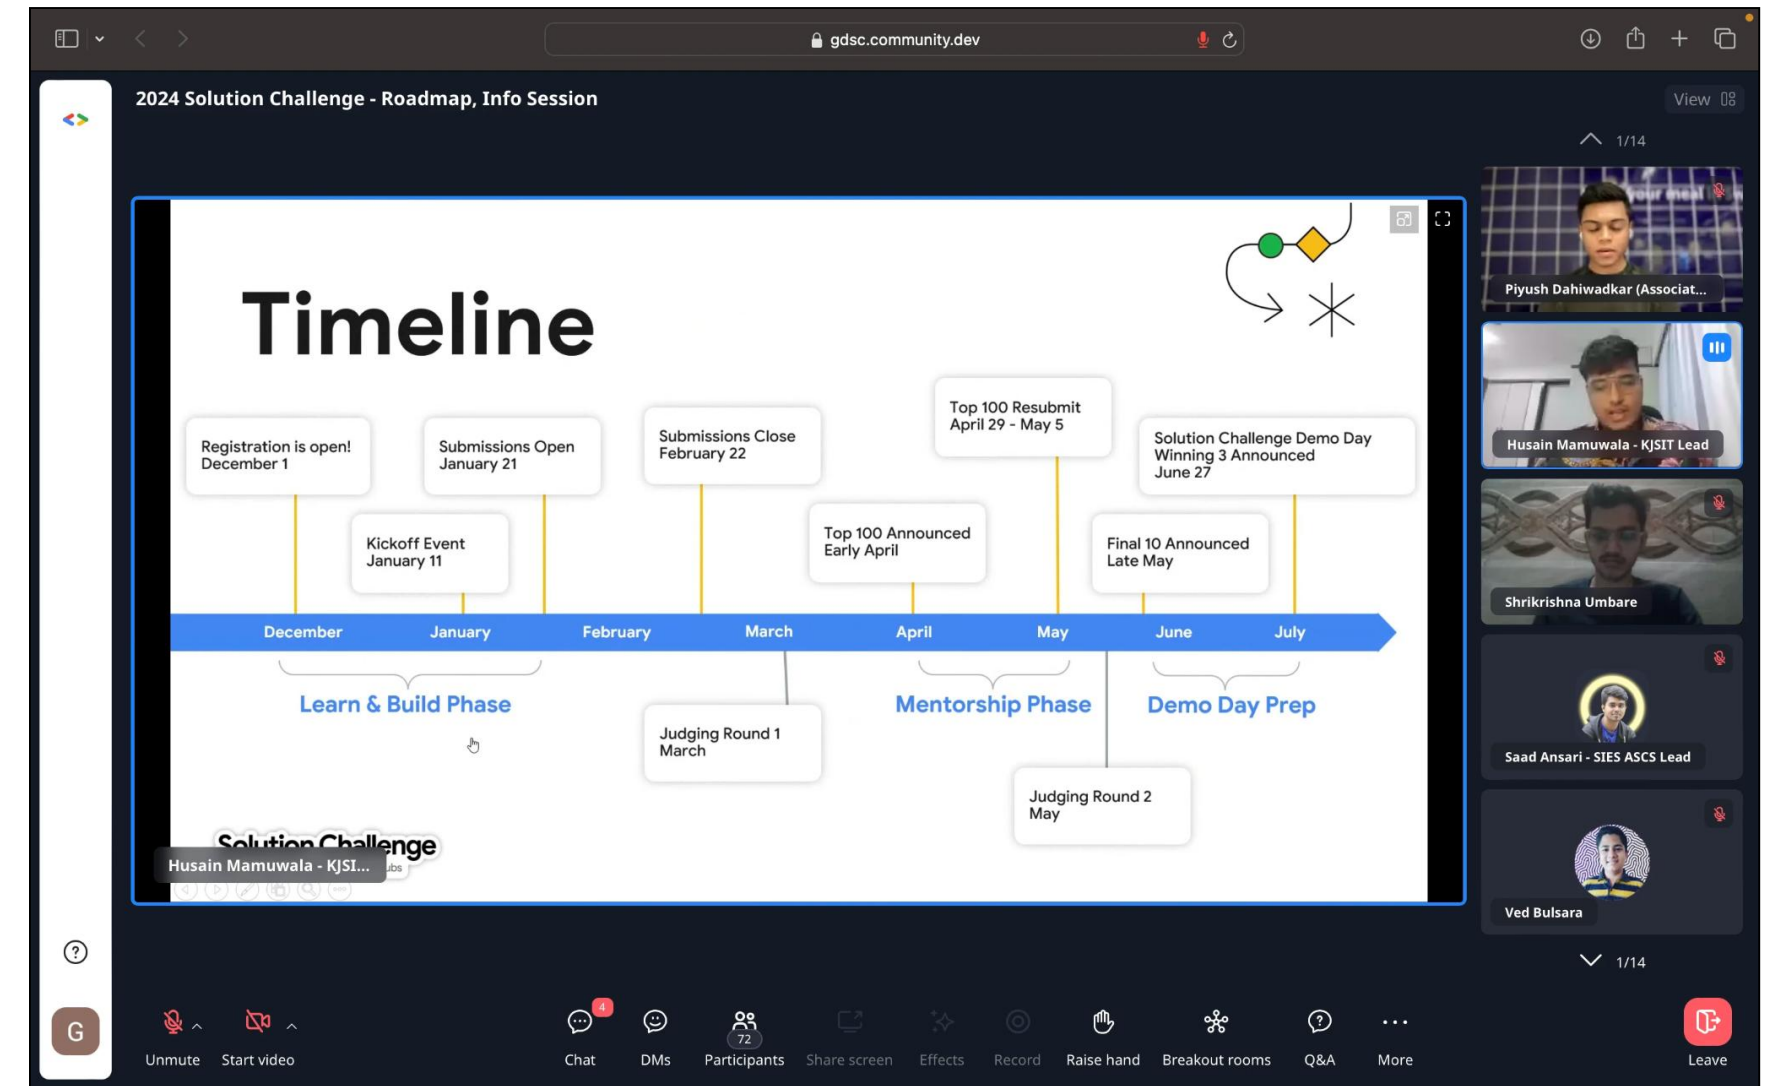 gdsc.community.dev
2024 Solution Challenge - Roadmap, Info Session
View
1/14
Timeline
Registration is open!
December 1
Submissions Open
January 21
Kickoff Event
January 11
Submissions Close
February 22
Top 100 Announced
Early April
Top 100 Resubmit
April 29 - May 5
Final 10 Announced
Late May
Solution Challenge Demo Day
Winning 3 Announced
June 27
December January February March April May June July
Learn & Build Phase
Mentorship Phase
Demo Day Prep
Judging Round 1
March
Judging Round 2
May
Solution Challenge
Husain Mamuwala - KJSI...
your meal
Piyush Dahiwadkar (Associat...
Husain Mamuwala - KJSIT Lead
Shrikrishna Umbare
Saad Ansari - SIES ASCS Lead
Ved Bulsara
1/14
G
4
72
Unmute
Start video
Chat
DMs
Participants
Share screen
Effects
Record
Raise hand
Breakout rooms
Q&A
More
Leave